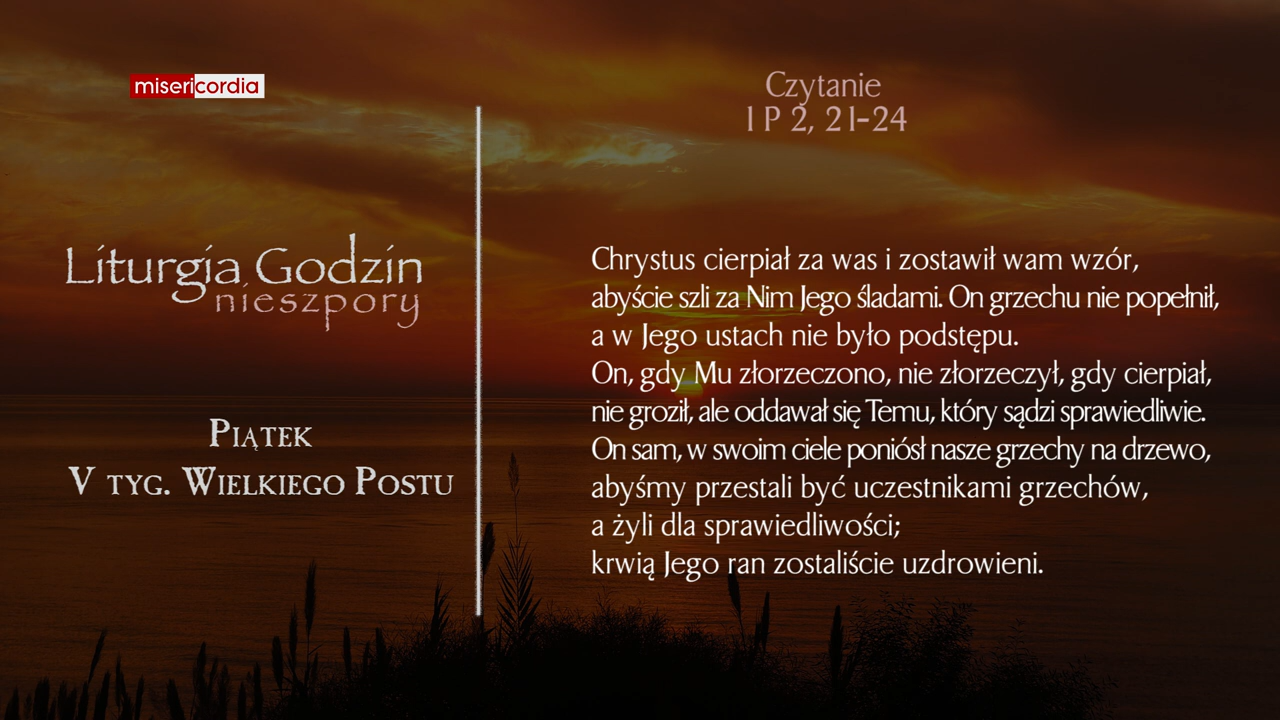 misericordia
Liturgia Godzin
nieszpory
Piątek
V tyg. Wielkiego Postu
Czytanie
1 P 2, 21-24
Chrystus cierpiał za was i zostawił wam wzór,
abyście szli za Nim Jego śladami. On grzechu nie popełnił,
a w Jego ustach nie było podstępu.
On, gdy Mu złorzeczono, nie złorzeczył, gdy cierpiał,
nie groził, ale oddawał się Temu, który sądzi sprawiedliwie.
On sam, w swoim ciele poniósł nasze grzechy na drzewo,
abyśmy przestali być uczestnikami grzechów,
a żyli dla sprawiedliwości;
krwią Jego ran zostaliście uzdrowieni.